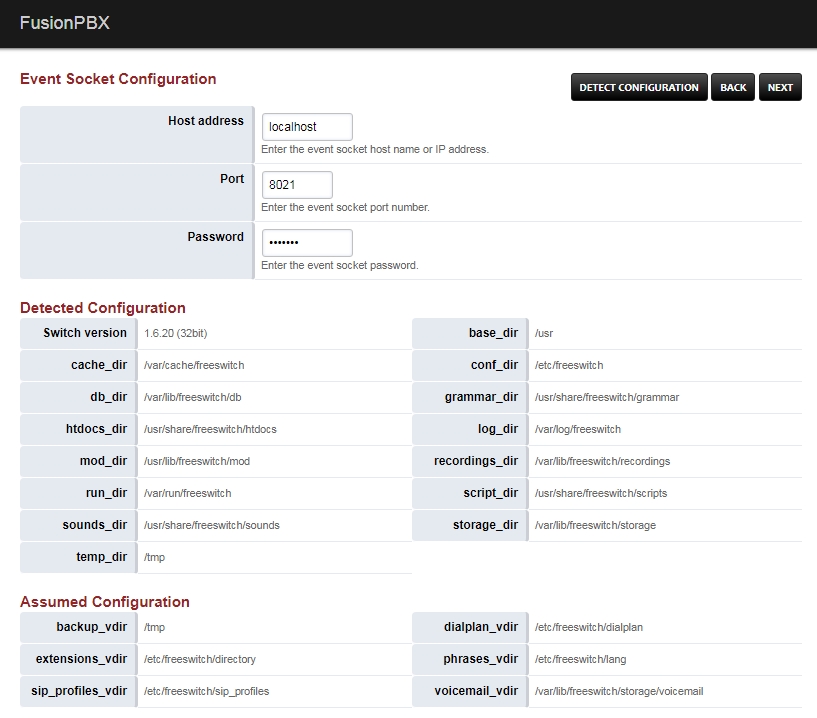 FusionPBX
Event Socket Configuration
DETECT CONFIGURATION BACK NEXT
Host address localhost
Enter the event socket host name or IP address.
Port 8021
Enter the event socket port number.
Password •••••••
Enter the event socket password.
Detected Configuration
Switch version 1.6.20 (32bit) base_dir /usr
cache_dir /var/cache/freeswitch conf_dir /etc/freeswitch
db_dir /var/lib/freeswitch/db grammar_dir /usr/share/freeswitch/grammar
htdocs_dir /usr/share/freeswitch/htdocs log_dir /var/log/freeswitch
mod_dir /usr/lib/freeswitch/mod recordings_dir /var/lib/freeswitch/recordings
run_dir /var/run/freeswitch script_dir /usr/share/freeswitch/scripts
sounds_dir /usr/share/freeswitch/sounds storage_dir /var/lib/freeswitch/storage
temp_dir /tmp
Assumed Configuration
backup_vdir /tmp dialplan_vdir /etc/freeswitch/dialplan
extensions_vdir /etc/freeswitch/directory phrases_vdir /etc/freeswitch/lang
sip_profiles_vdir /etc/freeswitch/sip_profiles voicemail_vdir /var/lib/freeswitch/storage/voicemail